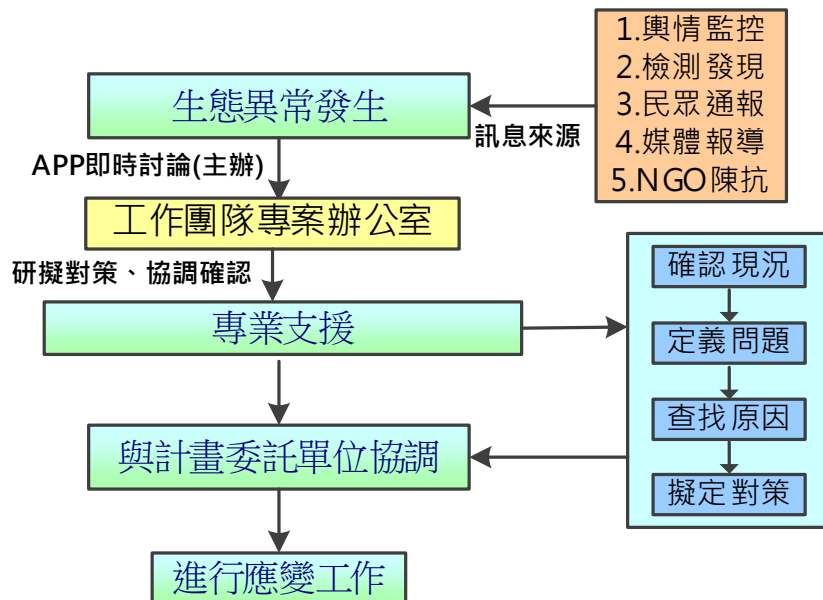 1.輿情監控
2.檢測發現
3.民眾通報
4.媒體報導
5.NGO陳抗
生態異常發生
訊息來源
APP即時討論(主辦)
工作團隊專案辦公室
研擬對策、協調確認
專業支援
確認現況
定義問題
查找原因
擬定對策
與計畫委託單位協調
進行應變工作